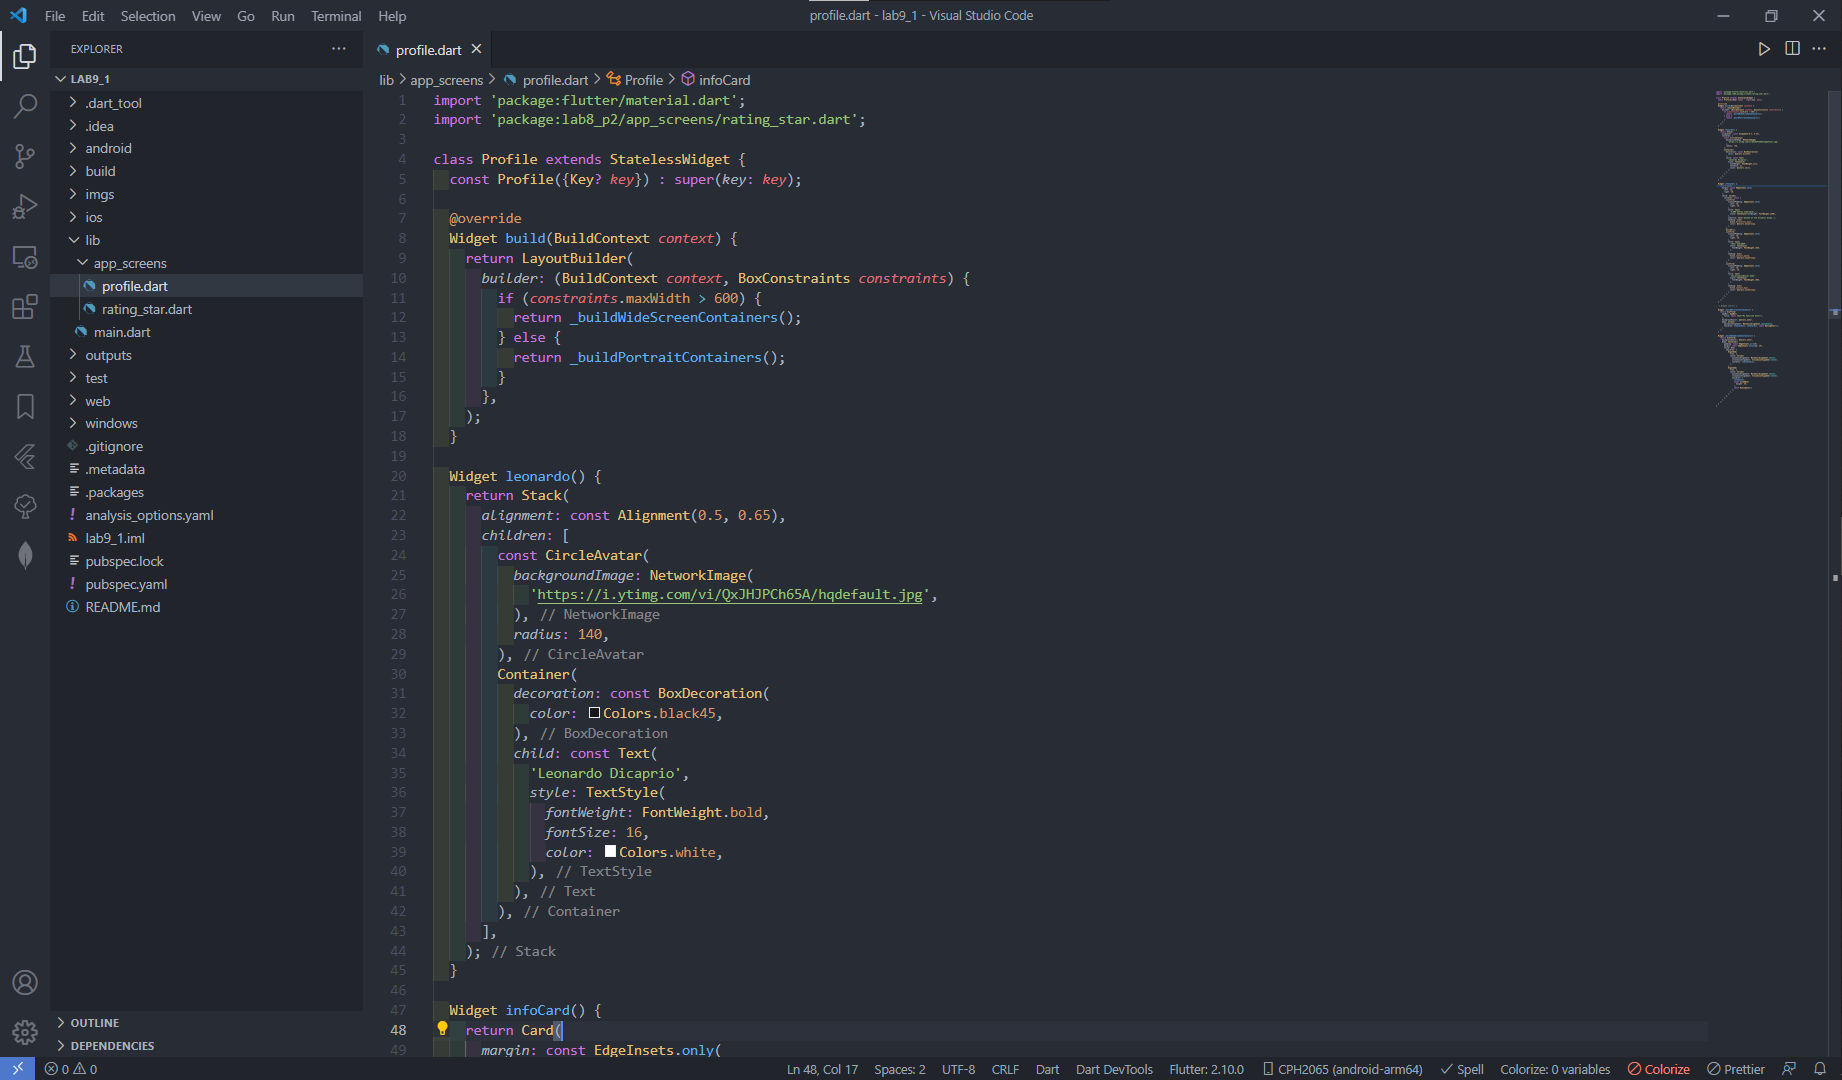 File Edit Selection View Go Run Terminal Help
profile.dart - lab9_1 - Visual Studio Code
EXPLORER
LAB9_1
.dart_tool
.idea
android
build
imgs
ios
lib
app_screens
profile.dart
rating_star.dart
main.dart
outputs
test
web
windows
.gitignore
.metadata
.packages
! analysis_options.yaml
lab9_1.iml
pubspec.lock
! pubspec.yaml
README.md
OUTLINE
DEPENDENCIES
profile.dart
lib > app_screens > profile.dart > Profile > infoCard
1 import 'package:flutter/material.dart';
2 import 'package:lab8_p2/app_screens/rating_star.dart';
3
4 class Profile extends StatelessWidget {
5 const Profile({Key? key}) : super(key: key);
6
7 @override
8 Widget build(BuildContext context) {
9 return LayoutBuilder(
10 builder: (BuildContext context, BoxConstraints constraints) {
11 if (constraints.maxWidth > 600) {
12 return _buildWideScreenContainers();
13 } else {
14 return _buildPortraitContainers();
15 }
16 },
17 );
18 }
19
20 Widget leonardo() {
21 return Stack(
22 alignment: const Alignment(0.5, 0.65),
23 children: [
24 const CircleAvatar(
25 backgroundImage: NetworkImage(
26 'https://i.ytimg.com/vi/QxJHJPCh65A/hqdefault.jpg',
27 ), // NetworkImage
28 radius: 140,
29 ), // CircleAvatar
30 Container(
31 decoration: const BoxDecoration(
32 color: Colors.black45,
33 ), // BoxDecoration
34 child: const Text(
35 'Leonardo Dicaprio',
36 style: TextStyle(
37 fontWeight: FontWeight.bold,
38 fontSize: 16,
39 color: Colors.white,
40 ), // TextStyle
41 ), // Text
42 ), // Container
43 ],
44 ); // Stack
45 }
46
47 Widget infoCard() {
48 return Card(
49 margin: const EdgeInsets.only(
0 0 Ln 48, Col 17 Spaces: 2 UTF-8 CRLF Dart Dart DevTools Flutter: 2.10.0 CPH2065 (android-arm64) Spell Colorize: 0 variables Colorize Prettier